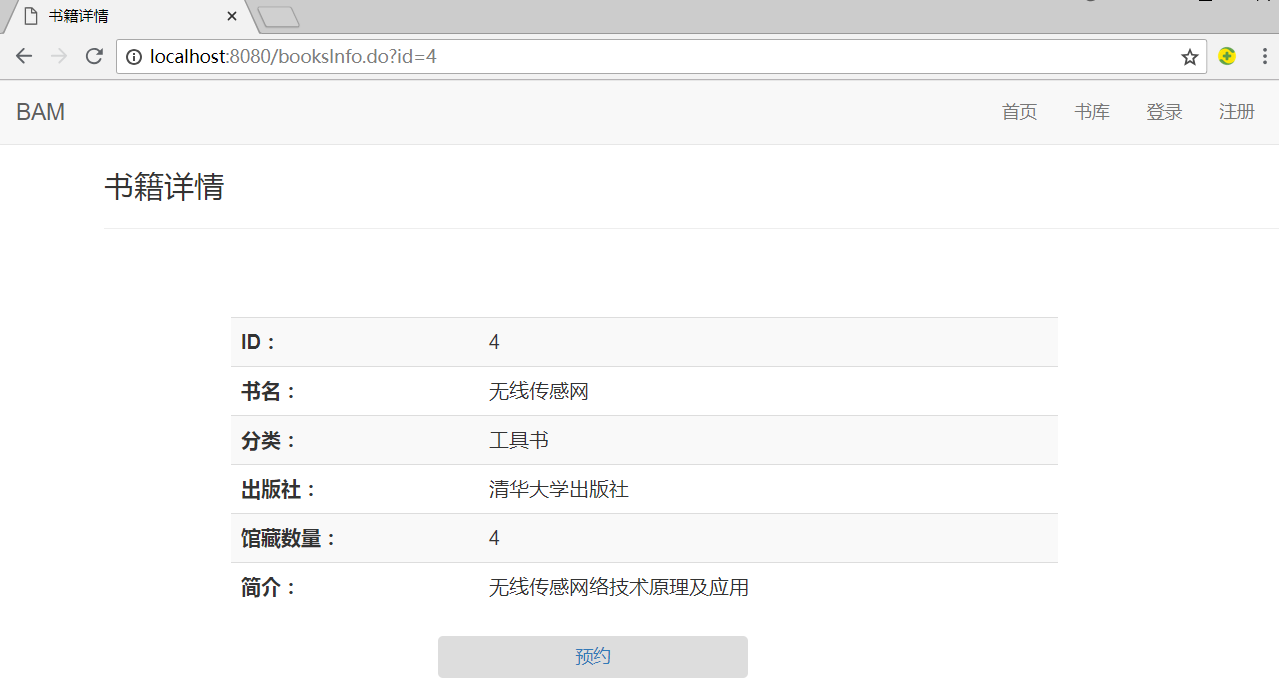 书籍详情
localhost:8080/booksInfo.do?id=4
BAM 首页 书库 登录 注册
书籍详情
ID： 4
书名： 无线传感网
分类： 工具书
出版社： 清华大学出版社
馆藏数量： 4
简介： 无线传感网络技术原理及应用
预约